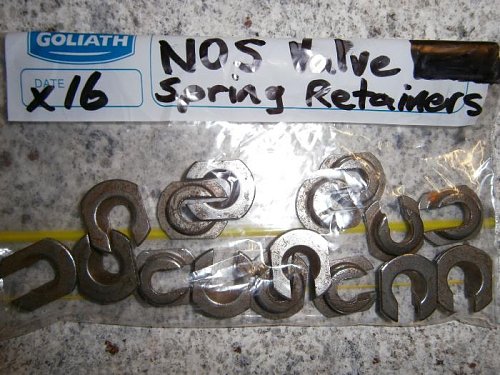 GOLIATH
NOS Valve
DATE
x16
Spring Retainers